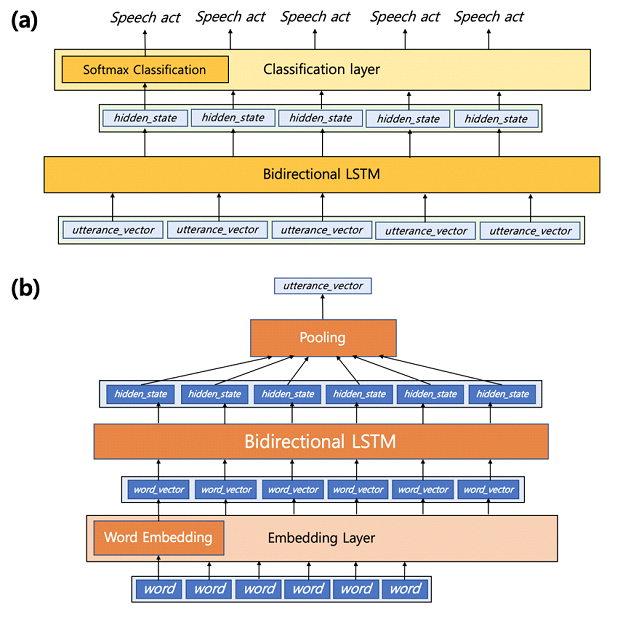 (a)
Speech act Speech act Speech act Speech act Speech act
Softmax Classification Classification layer
hidden_state hidden_state hidden_state hidden_state hidden_state
Bidirectional LSTM
utterance_vector utterance_vector utterance_vector utterance_vector utterance_vector
(b)
utterance_vector
Pooling
hidden_state hidden_state hidden_state hidden_state hidden_state hidden_state
Bidirectional LSTM
word_vector word_vector word_vector word_vector word_vector word_vector
Word Embedding Embedding Layer
word word word word word word